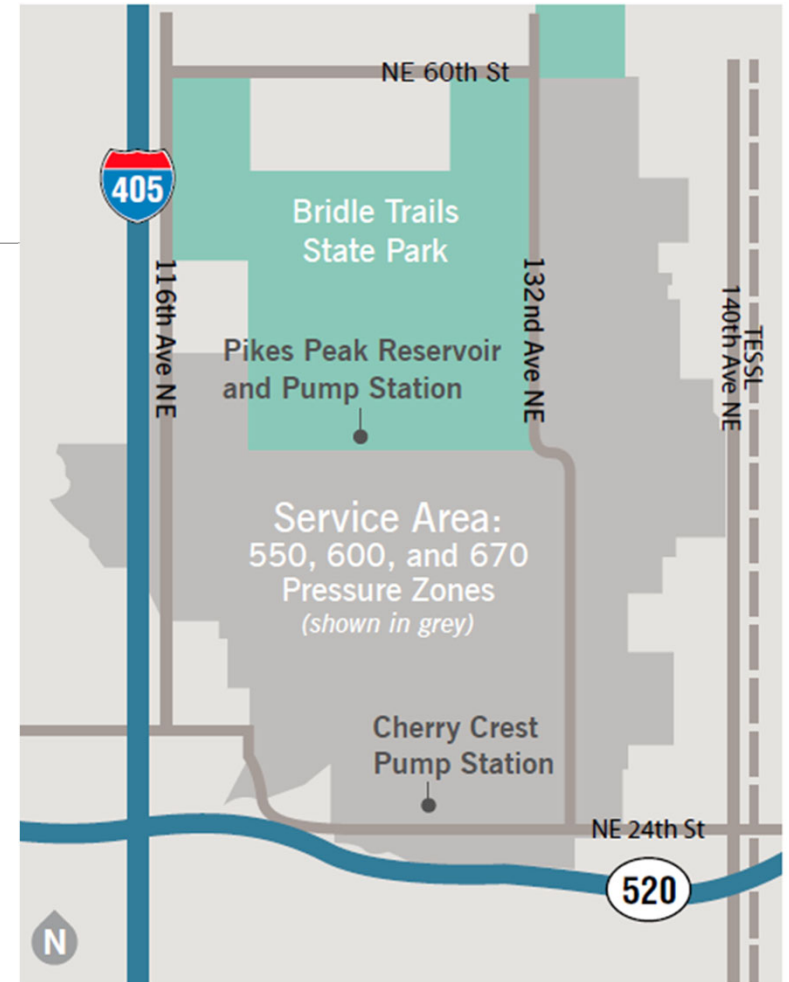 NE 60th St
405
Bridle Trails
State Park
116th Ave NE
132nd Ave NE
140th Ave NE
TESSL
Pikes Peak Reservoir
and Pump Station
Service Area:
550, 600, and 670
Pressure Zones
(shown in grey)
Cherry Crest
Pump Station
NE 24th St
520
N